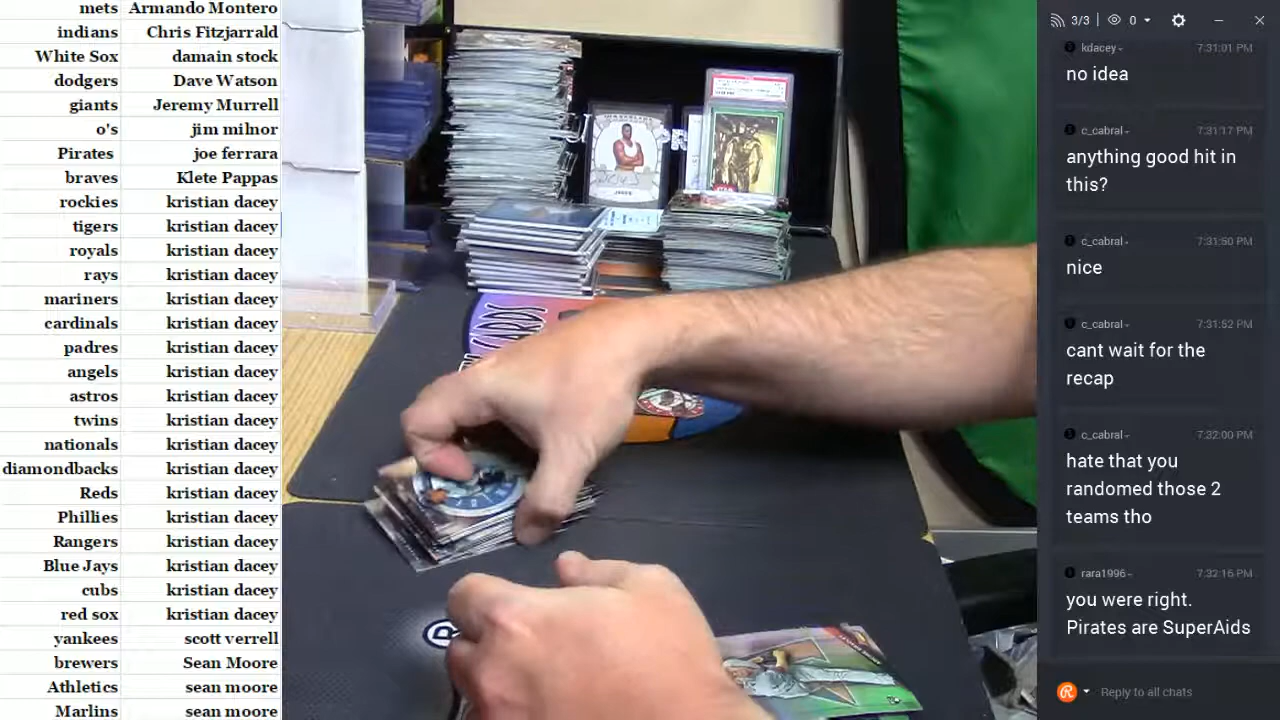 mets Armando Montero
indians Chris Fitzjarrald
White Sox damain stock
dodgers Dave Watson
giants Jeremy Murrell
o's jim milnor
Pirates joe ferrara
braves Klete Pappas
rockies kristian dacey
tigers kristian dacey
royals kristian dacey
rays kristian dacey
mariners kristian dacey
cardinals kristian dacey
padres kristian dacey
angels kristian dacey
astros kristian dacey
twins kristian dacey
nationals kristian dacey
diamondbacks kristian dacey
Reds kristian dacey
Phillies kristian dacey
Rangers kristian dacey
Blue Jays kristian dacey
cubs kristian dacey
red sox kristian dacey
yankees scott verrell
brewers Sean Moore
Athletics sean moore
Marlins sean moore
CARDS
3/3 0
kdacey 7:31:01 PM
no idea
c_cabral 7:31:17 PM
anything good hit in
this?
c_cabral 7:31:50 PM
nice
c_cabral 7:31:52 PM
cant wait for the
recap
c_cabral 7:32:00 PM
hate that you
randomed those 2
teams tho
rara1996 7:32:16 PM
you were right.
Pirates are SuperAids
Reply to all chats